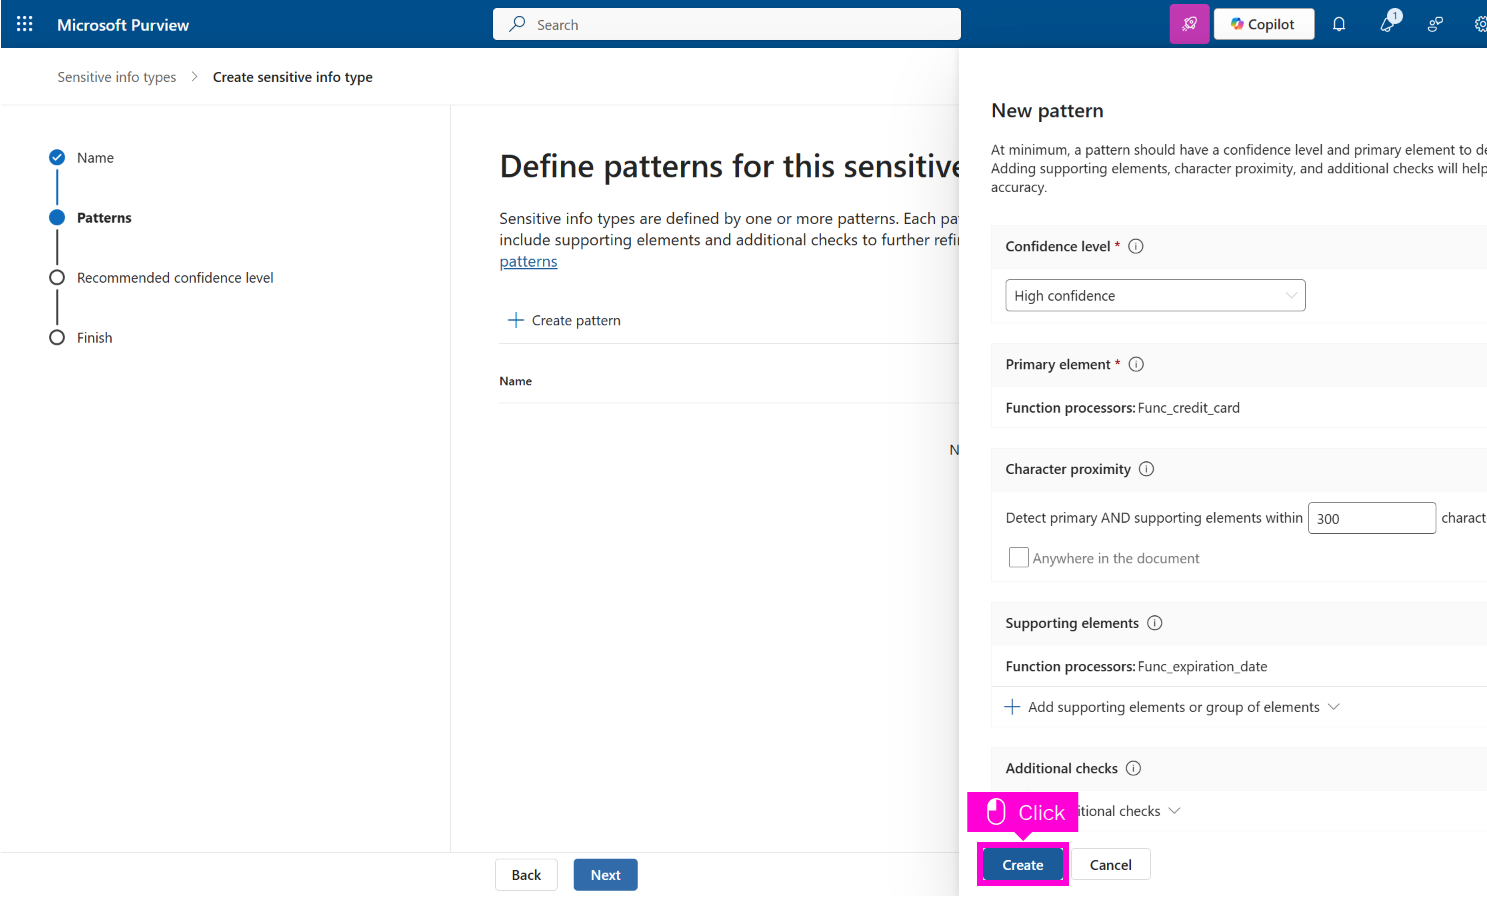 Microsoft Purview
Search
Copilot
1
Sensitive info types > Create sensitive info type
Name
Patterns
Recommended confidence level
Finish
Define patterns for this sensitive
Sensitive info types are defined by one or more patterns. Each pa
include supporting elements and additional checks to further refi
patterns
Create pattern
Name
N
Back
Next
New pattern
At minimum, a pattern should have a confidence level and primary element to de
Adding supporting elements, character proximity, and additional checks will help
accuracy.
Confidence level *
High confidence
Primary element *
Function processors: Func_credit_card
Character proximity
Detect primary AND supporting elements within 300 charact
Anywhere in the document
Supporting elements
Function processors: Func_expiration_date
Add supporting elements or group of elements
Additional checks
itional checks
Click
Create
Cancel